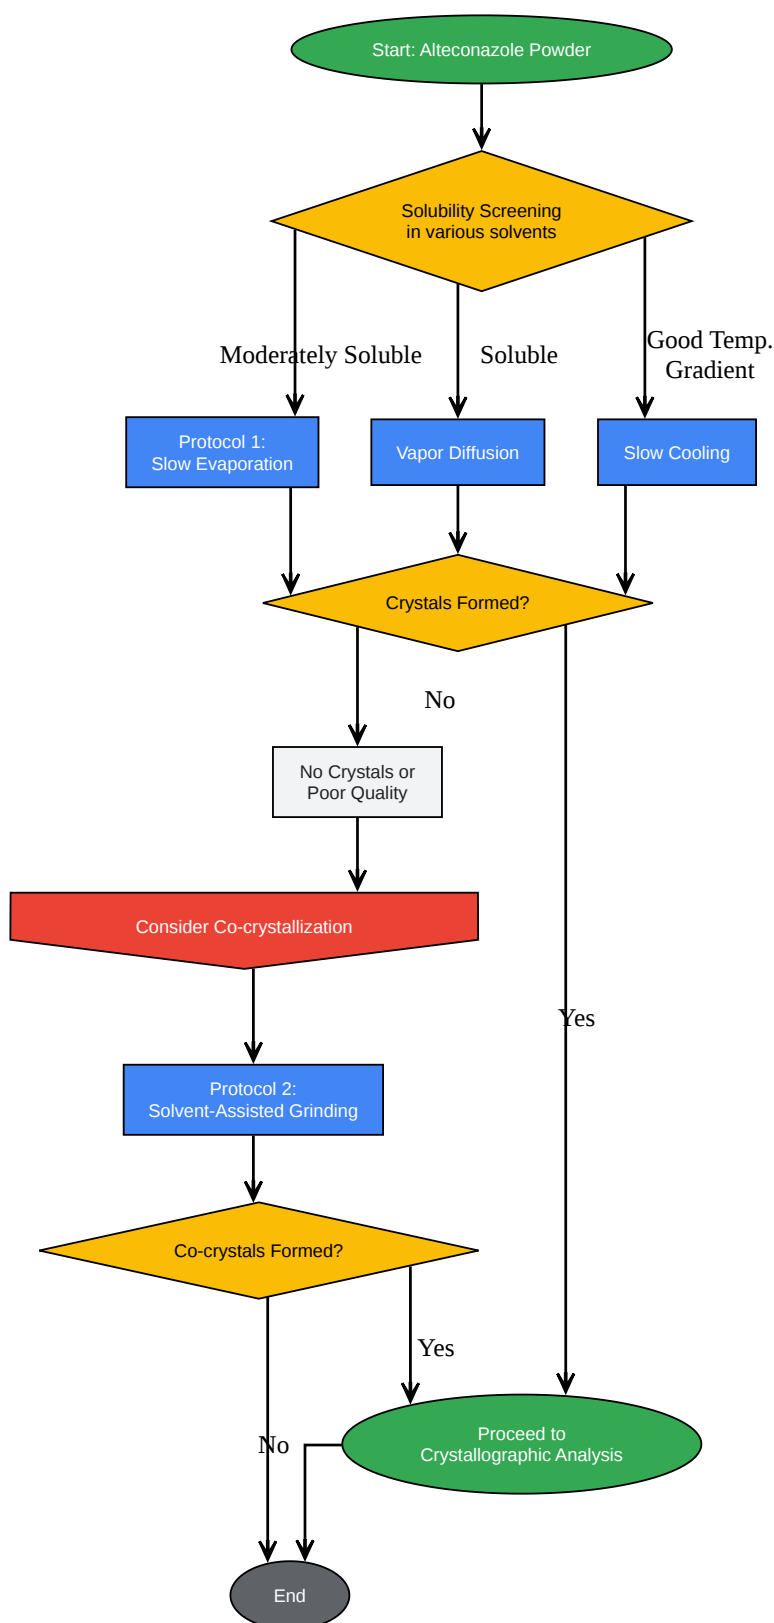 Start: Alteconazole Powder
Solubility Screening
in various solvents
Moderately Soluble
Soluble
Good Temp.
Gradient
Protocol 1:
Slow Evaporation
Vapor Diffusion
Slow Cooling
Crystals Formed?
No
No Crystals or
Poor Quality
Consider Co-crystallization
Yes
Protocol 2:
Solvent-Assisted Grinding
Co-crystals Formed?
Yes
No
Proceed to
Crystallographic Analysis
End